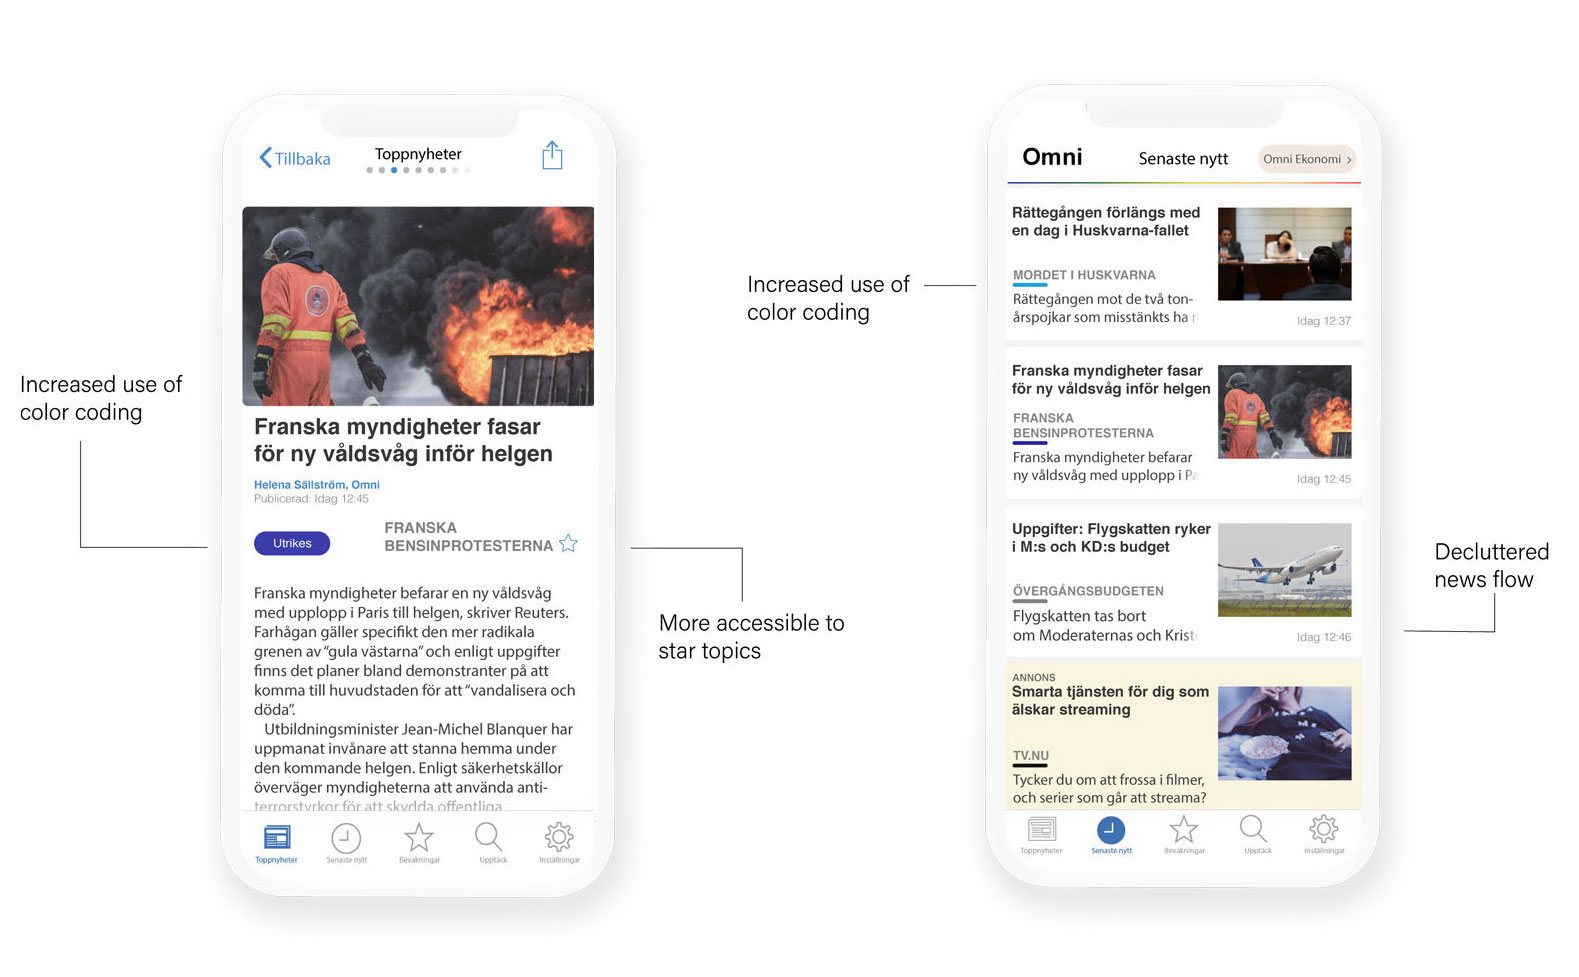 Increased use of
color coding
Tillbaka
Toppnyheter
Franska myndigheter fasar
för ny våldsvåg inför helgen
Helena Sällström, Omni
Publicerad: Idag 12:45
Utrikes
FRANSKA
BENSINPROTESTERNA
Franska myndigheter befarar en ny våldsvåg
med upplopp i Paris till helgen, skriver Reuters.
Farhågan gäller specifikt den mer radikala
grenen av "gula västarna" och enligt uppgifter
finns det planer bland demonstranter på att
komma till huvudstaden för att "vandalisera och
döda".
Utbildningsminister Jean-Michel Blanquer har
uppmanat invånare att stanna hemma under
den kommande helgen. Enligt säkerhetskällor
överväger myndigheterna att använda anti-
terrorstyrkor för att skydda offentliga
Toppnyheter
Senaste nytt
Bevakningar
Upptäck
Inställningar
More accessible to
star topics
Increased use of
color coding
Omni
Senaste nytt
Omni Ekonomi >
Rättegången förlängs med
en dag i Huskvarna-fallet
MORDET I HUSKVARNA
Rättegången mot de två ton-
årspojkar som misstänkts ha
Idag 12:37
Franska myndigheter fasar
för ny våldsvåg inför helgen
FRANSKA
BENSINPROTESTERNA
Franska myndigheter befarar
ny våldsvåg med upplopp i Pa
Idag 12:45
Uppgifter: Flygskatten ryker
i M:s och KD:s budget
ÖVERGÅNGSBUDGETEN
Flygskatten tas bort
om Moderaternas och Krist
Idag 12:46
ANNONS
Smarta tjänsten för dig som
älskar streaming
TV.NU
Tycker du om att frossa i filmer,
och serier som går att streama?
Toppnyheter
Senaste nytt
Bevakningar
Upptäck
Inställningar
Decluttered
news flow